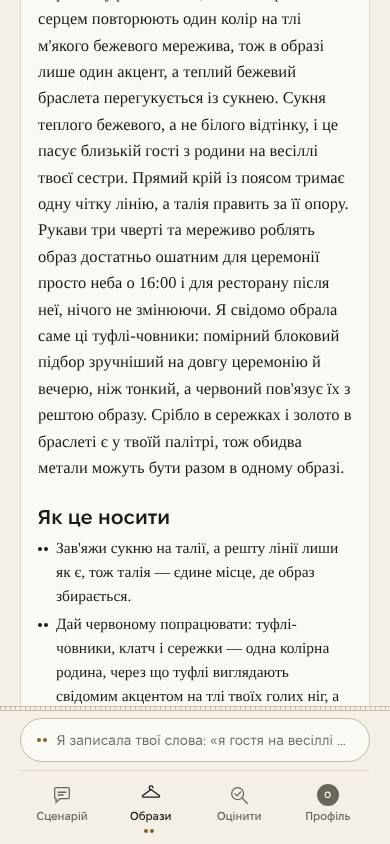 серцем повторюють один колір на тлі
м'якого бежевого мережива, тож в образі
лише один акцент, а теплий бежевий
браслета перегукується із сукнею. Сукня
теплого бежевого, а не білого відтінку, і це
пасує близькій гості з родини на весіллі
твоєї сестри. Прямий крій із поясом тримає
одну чітку лінію, а талія править за її опору.
Рукави три чверті та мереживо роблять
образ достатньо ошатним для церемонії
просто неба о 16:00 і для ресторану після
неї, нічого не змінюючи. Я свідомо обрала
саме ці туфлі-човники: помірний блоковий
підбор зручніший на довгу церемонію й
вечерю, ніж тонкий, а червоний пов'язує їх з
рештою образу. Срібло в сережках і золото в
браслеті є у твоїй палітрі, тож обидва
метали можуть бути разом в одному образі.
Як це носити
Зав'яжи сукню на талії, а решту лінії лиши
як є, тож талія — єдине місце, де образ
збирається.
Дай червоному попрацювати: туфлі-
човники, клатч і сережки — одна колірна
родина, через що туфлі виглядають
свідомим акцентом на тлі твоїх голих ніг, а
Я записала твої слова: «я гостя на весіллі ...
Сценарій
Образи
Оцінити
О
Профіль